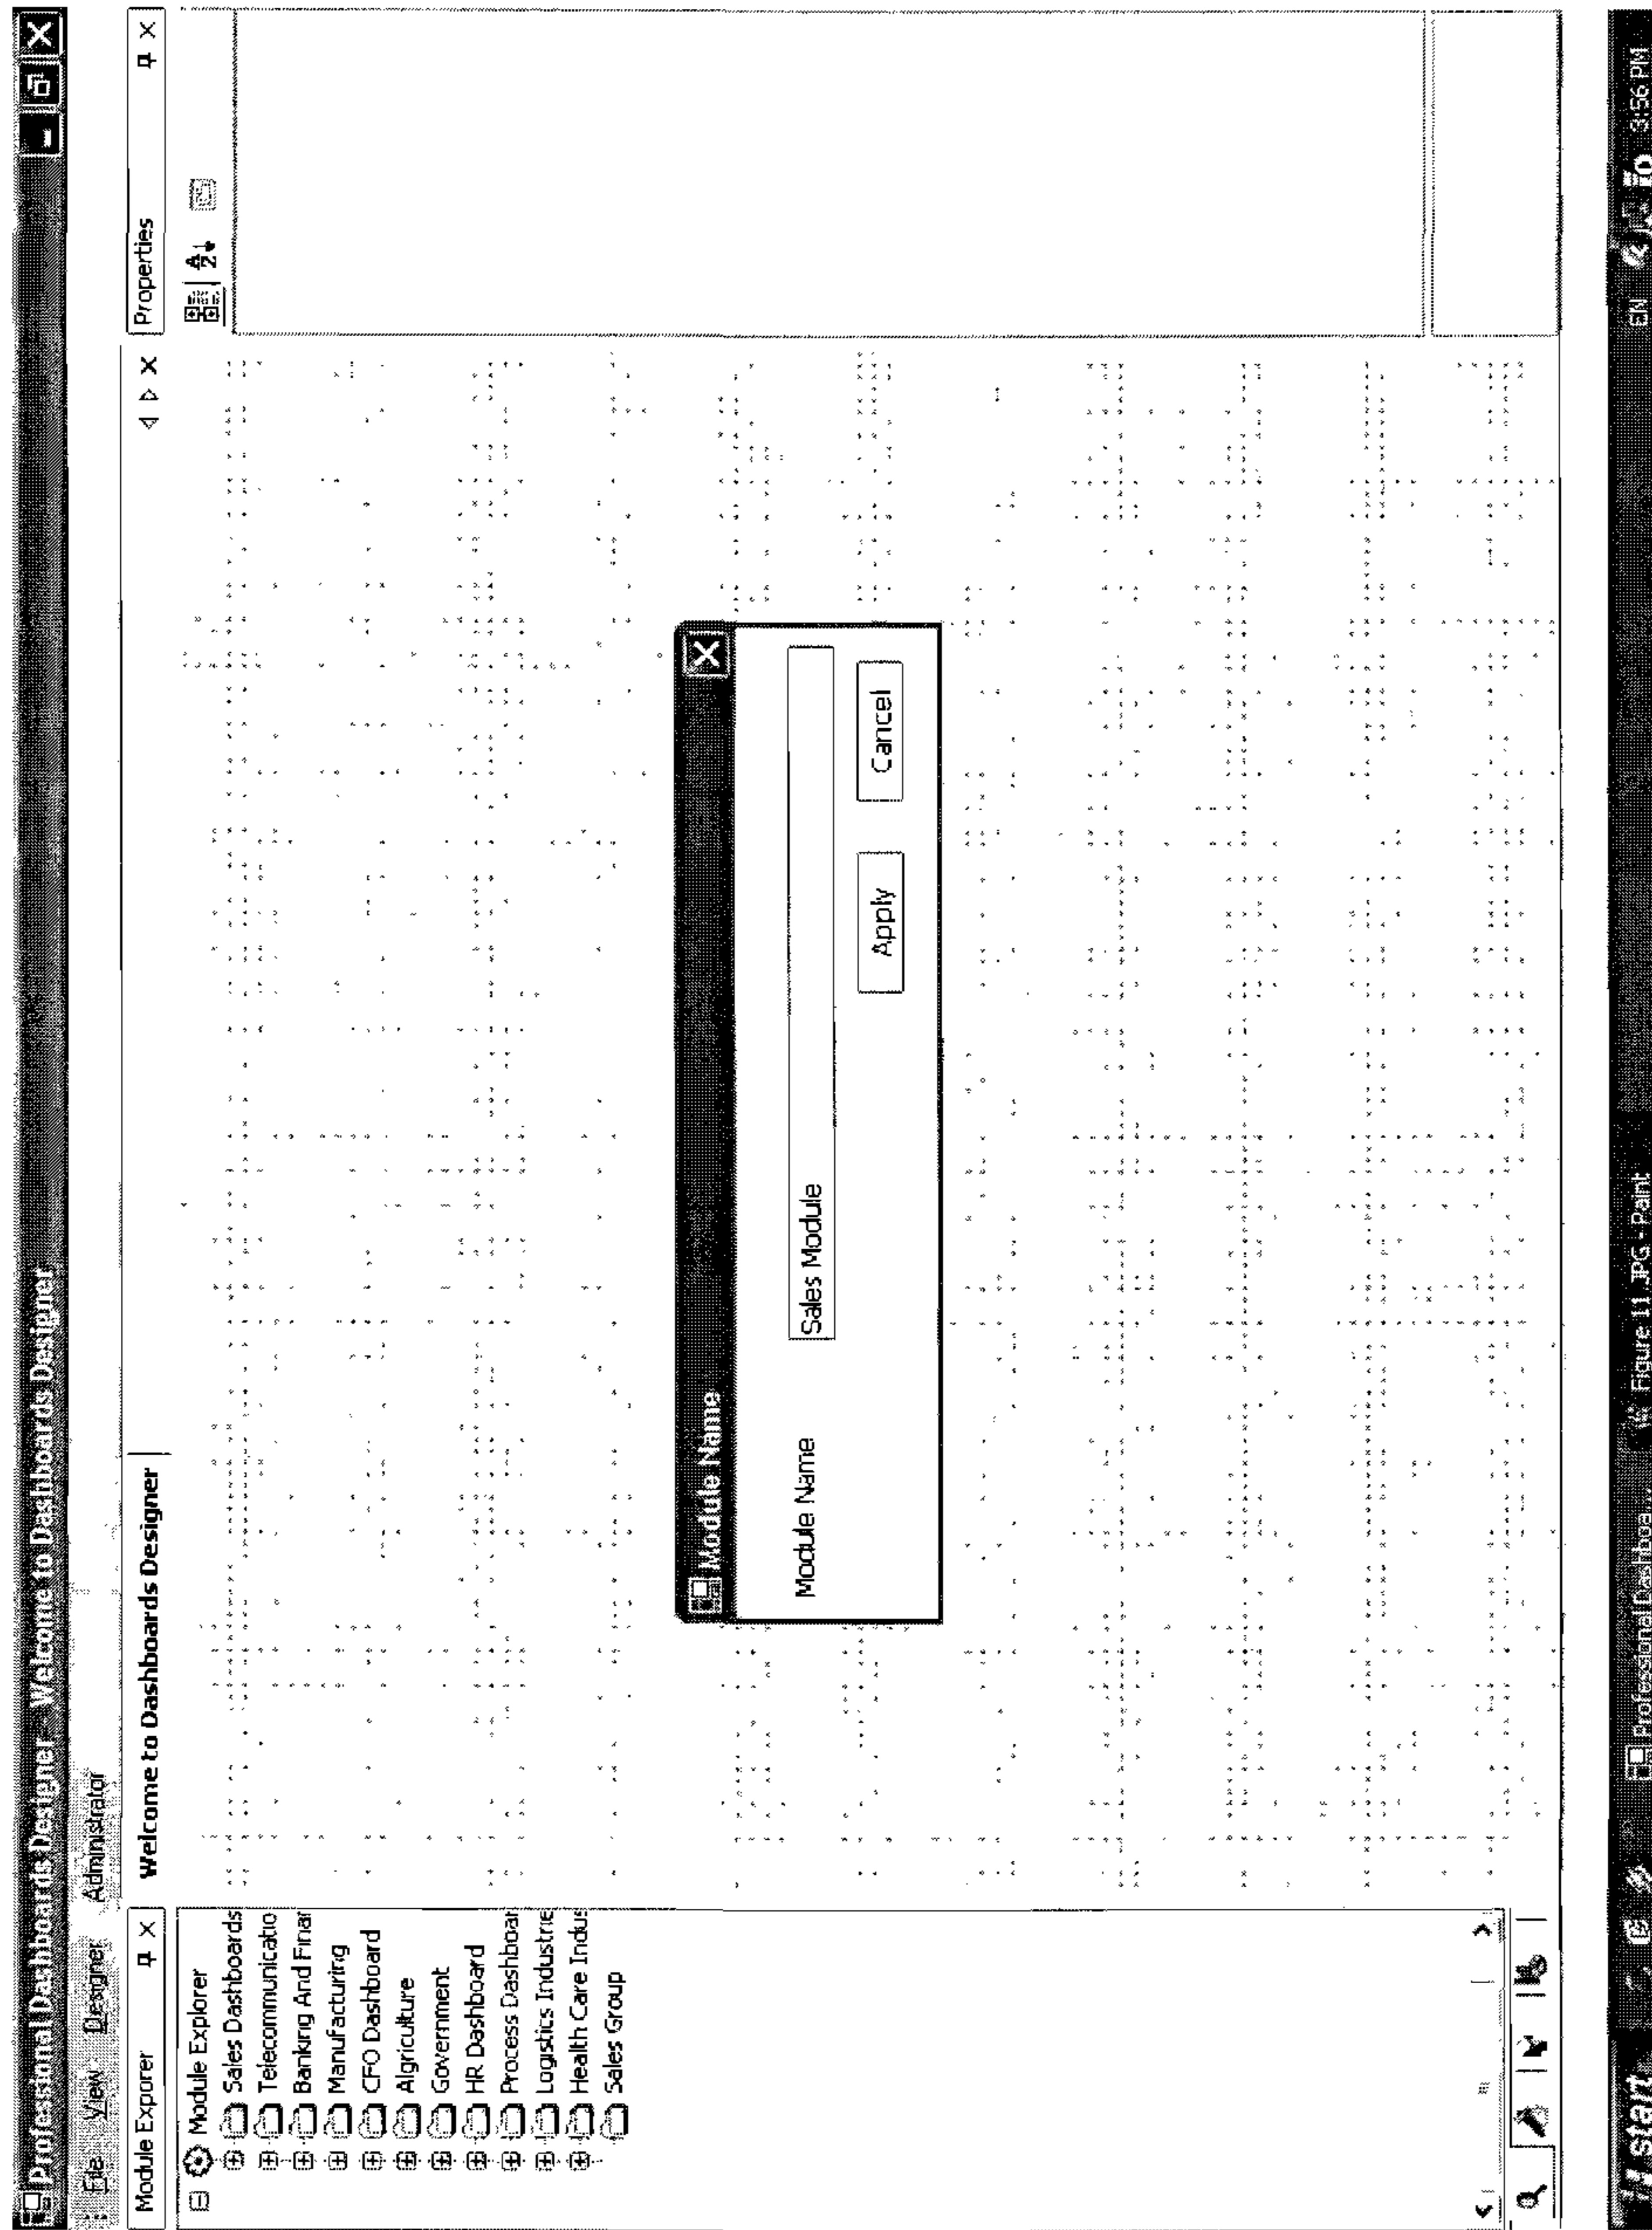 Professional Dashboards Designer - Welcome to Dashboards Designer
File View Designer Administrator
Module Exporer
Welcome to Dashboards Designer
Properties
Module Explorer
Sales Dashboards
Telecommunicatio
Banking And Finar
Manufacturing
CFO Dashboard
Algriculture
Government
HR Dashboard
Process Dashboar
Logistics Industrie
Health Care Indus
Sales Group
Module Name
Module Name Sales Module
Apply Cancel
start Professional Dashboa... Figure 11.JPG - Paint EN 3:56 PM